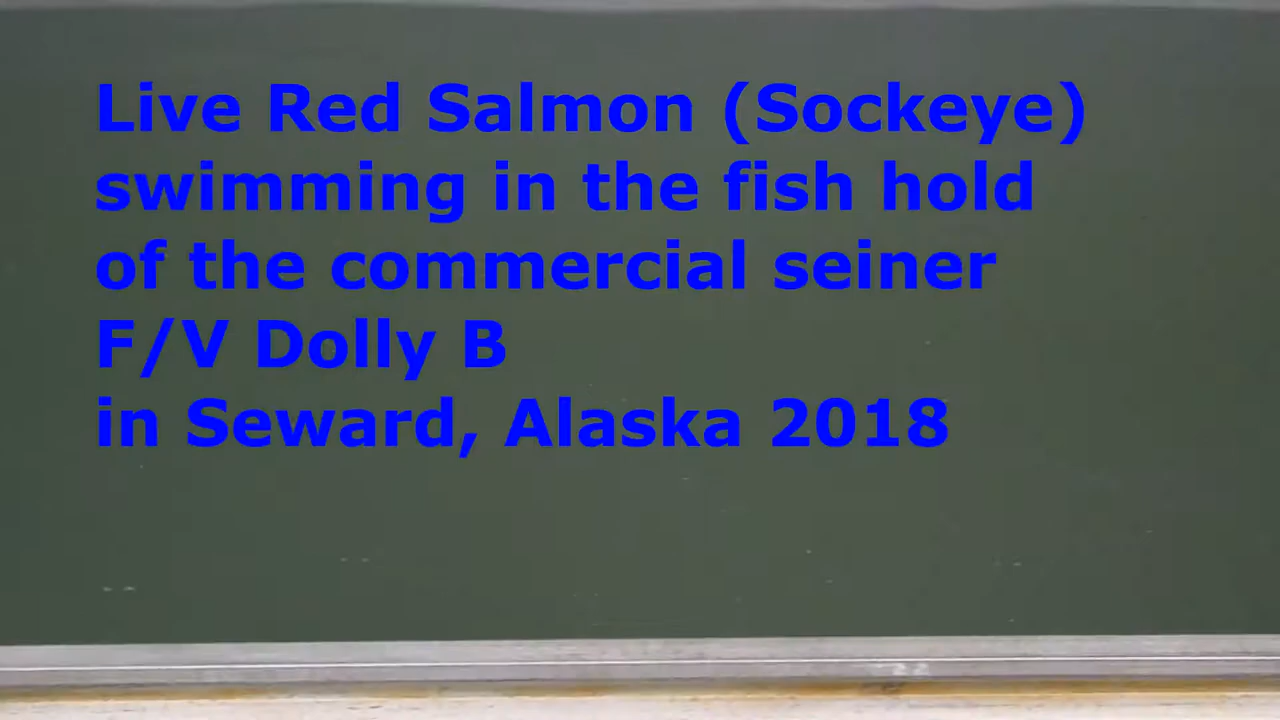 Live Red Salmon (Sockeye)
swimming in the fish hold
of the commercial seiner
F/V Dolly B
in Seward, Alaska 2018